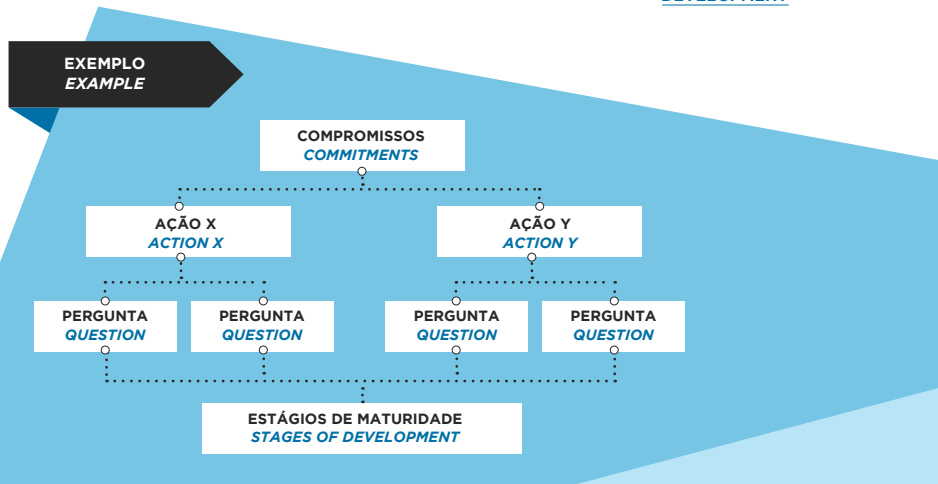 DEVELOPMENT
EXEMPLO
EXAMPLE
COMPROMISSOS
COMMITMENTS
AÇÃO X
ACTION X
AÇÃO Y
ACTION Y
PERGUNTA
QUESTION
PERGUNTA
QUESTION
PERGUNTA
QUESTION
PERGUNTA
QUESTION
ESTÁGIOS DE MATURIDADE
STAGES OF DEVELOPMENT